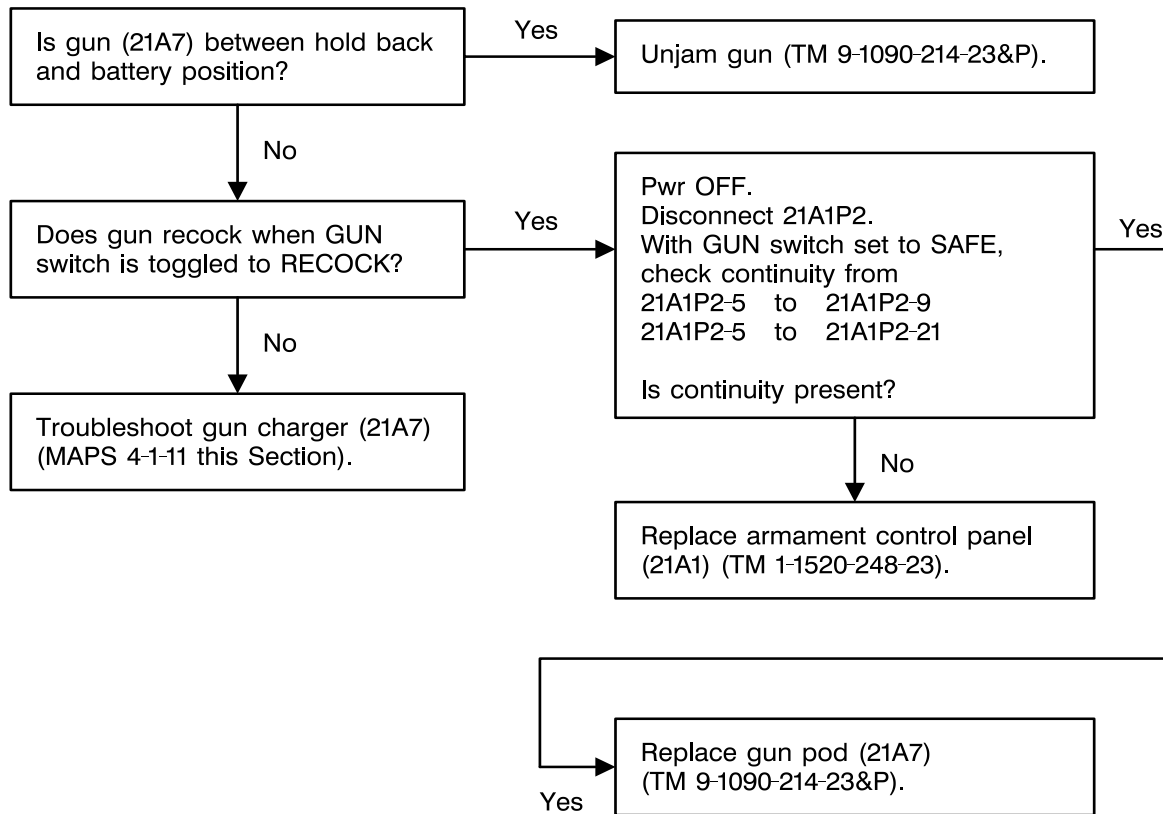 Is gun (21A7) between hold back
and battery position?
Yes
Unjam gun (TM 9-1090-214-23&P).
No
Does gun recock when GUN
switch is toggled to RECOCK?
Yes
Pwr OFF.
Disconnect 21A1P2.
With GUN switch set to SAFE,
check continuity from
21A1P2-5 to 21A1P2-9
21A1P2-5 to 21A1P2-21
Is continuity present?
Yes
No
Troubleshoot gun charger (21A7)
(MAPS 4-1-11 this Section).
No
Replace armament control panel
(21A1) (TM 1-1520-248-23).
Yes
Replace gun pod (21A7)
(TM 9-1090-214-23&P).